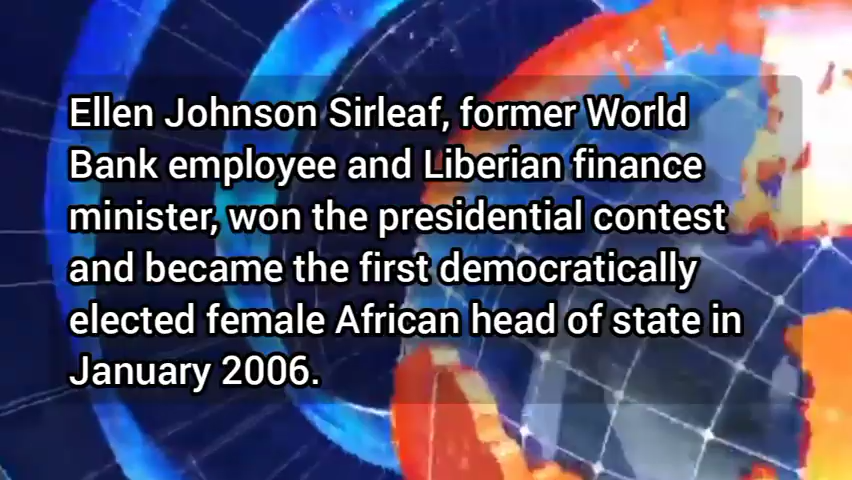 Ellen Johnson Sirleaf, former World
Bank employee and Liberian finance
minister, won the presidential contest
and became the first democratically
elected female African head of state in
January 2006.